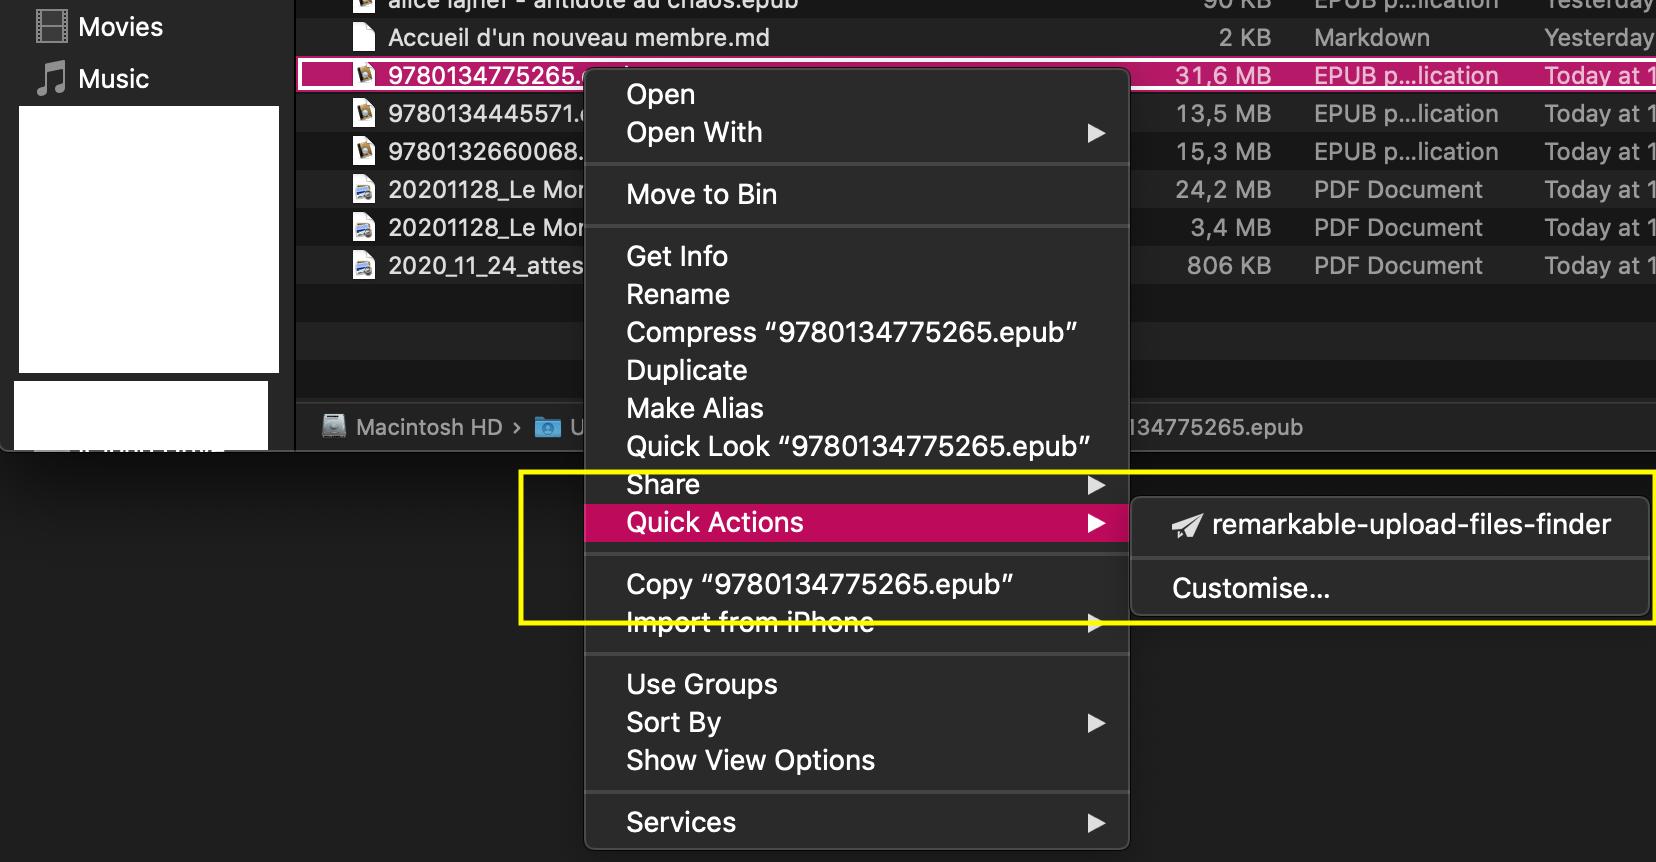 Movies
Music
alice lajner - antidote au chaos.epub 90 KB EPUB p...lication Yesterday
Accueil d'un nouveau membre.md 2 KB Markdown Yesterday
9780134775265. 31,6 MB EPUB p...lication Today at 1
9780134445571. 13,5 MB EPUB p...lication Today at 1
9780132660068. 15,3 MB EPUB p...lication Today at 1
20201128_Le Mon 24,2 MB PDF Document Today at 1
20201128_Le Mon 3,4 MB PDF Document Today at 1
2020_11_24_attes 806 KB PDF Document Today at 1
Macintosh HD › U 134775265.epub
Open
Open With
Move to Bin
Get Info
Rename
Compress “9780134775265.epub”
Duplicate
Make Alias
Quick Look “9780134775265.epub”
Share
Quick Actions
Copy “9780134775265.epub”
Import from iPhone
Use Groups
Sort By
Show View Options
Services
remarkable-upload-files-finder
Customise...